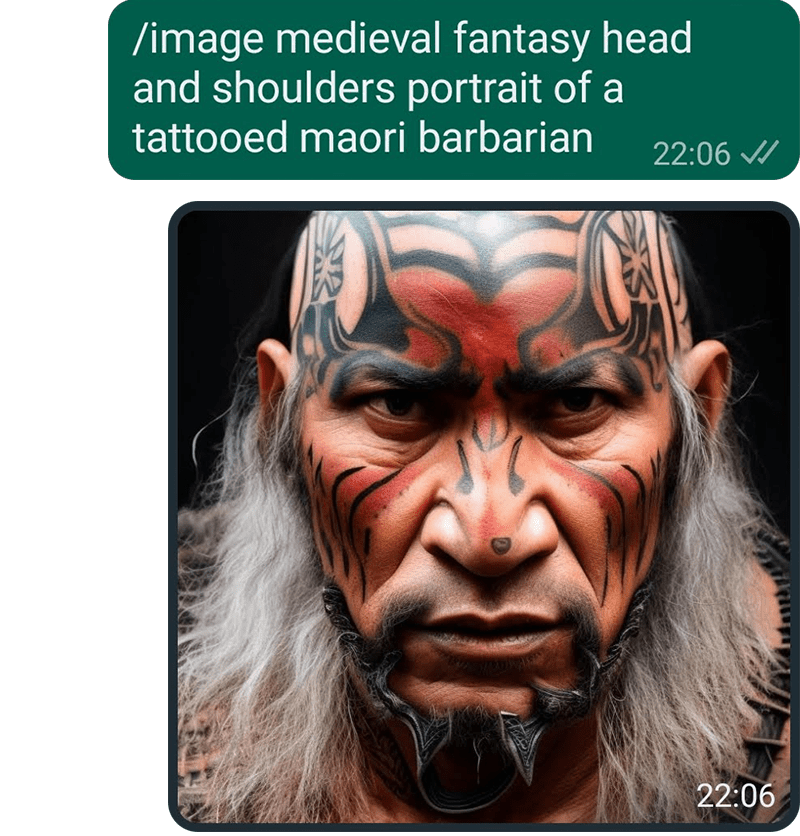 /image medieval fantasy head
and shoulders portrait of a
tattooed maori barbarian
22:06
22:06